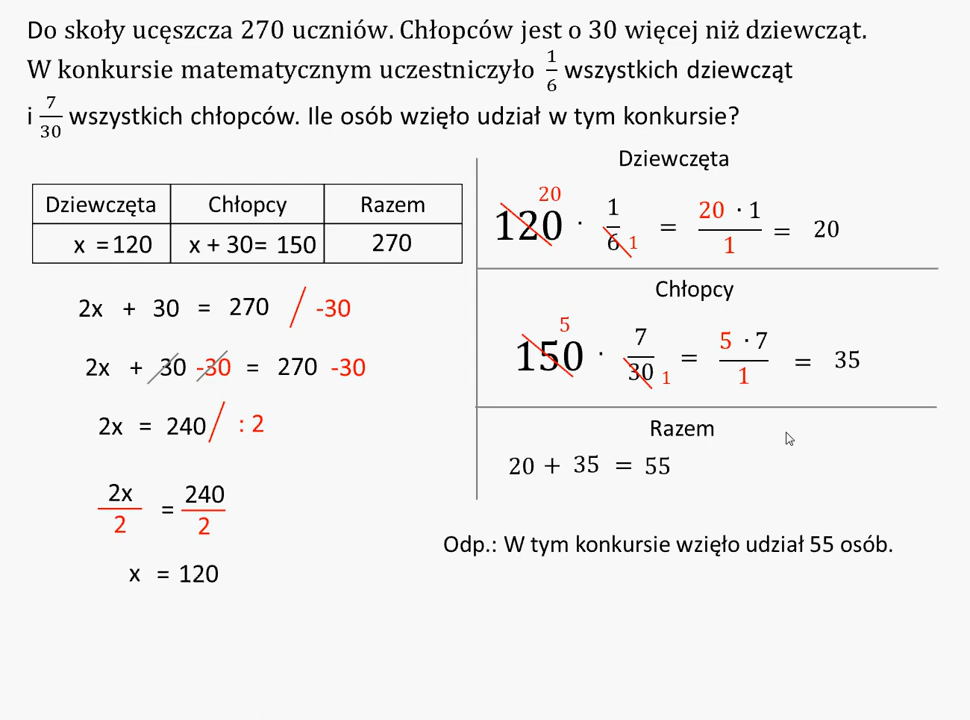 Do skoły ucęszcza 270 uczniów. Chłopców jest o 30 więcej niż dziewcząt.
W konkursie matematycznym uczestniczyło 1/6 wszystkich dziewcząt
i 7/30 wszystkich chłopców. Ile osób wzięło udział w tym konkursie?
Dziewczęta Chłopcy Razem
x = 120 x + 30 = 150 270
2x + 30 = 270 / -30
2x + 30 -30 = 270 -30
2x = 240 / : 2
2x/2 = 240/2
x = 120
Dziewczęta
20
120 · 1/6 1 = 20 · 1/1 = 20
Chłopcy
5
150 · 7/30 1 = 5 · 7/1 = 35
Razem
20 + 35 = 55
Odp.: W tym konkursie wzięło udział 55 osób.